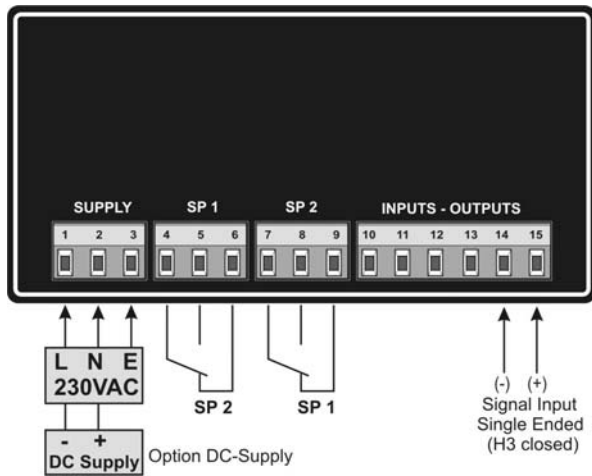 SUPPLY SP 1 SP 2 INPUTS - OUTPUTS
1 2 3 4 5 6 7 8 9 10 11 12 13 14 15
L N E
230VAC
SP 2 SP 1
- +
DC Supply
Option DC-Supply
(-) (+)
Signal Input
Single Ended
(H3 closed)